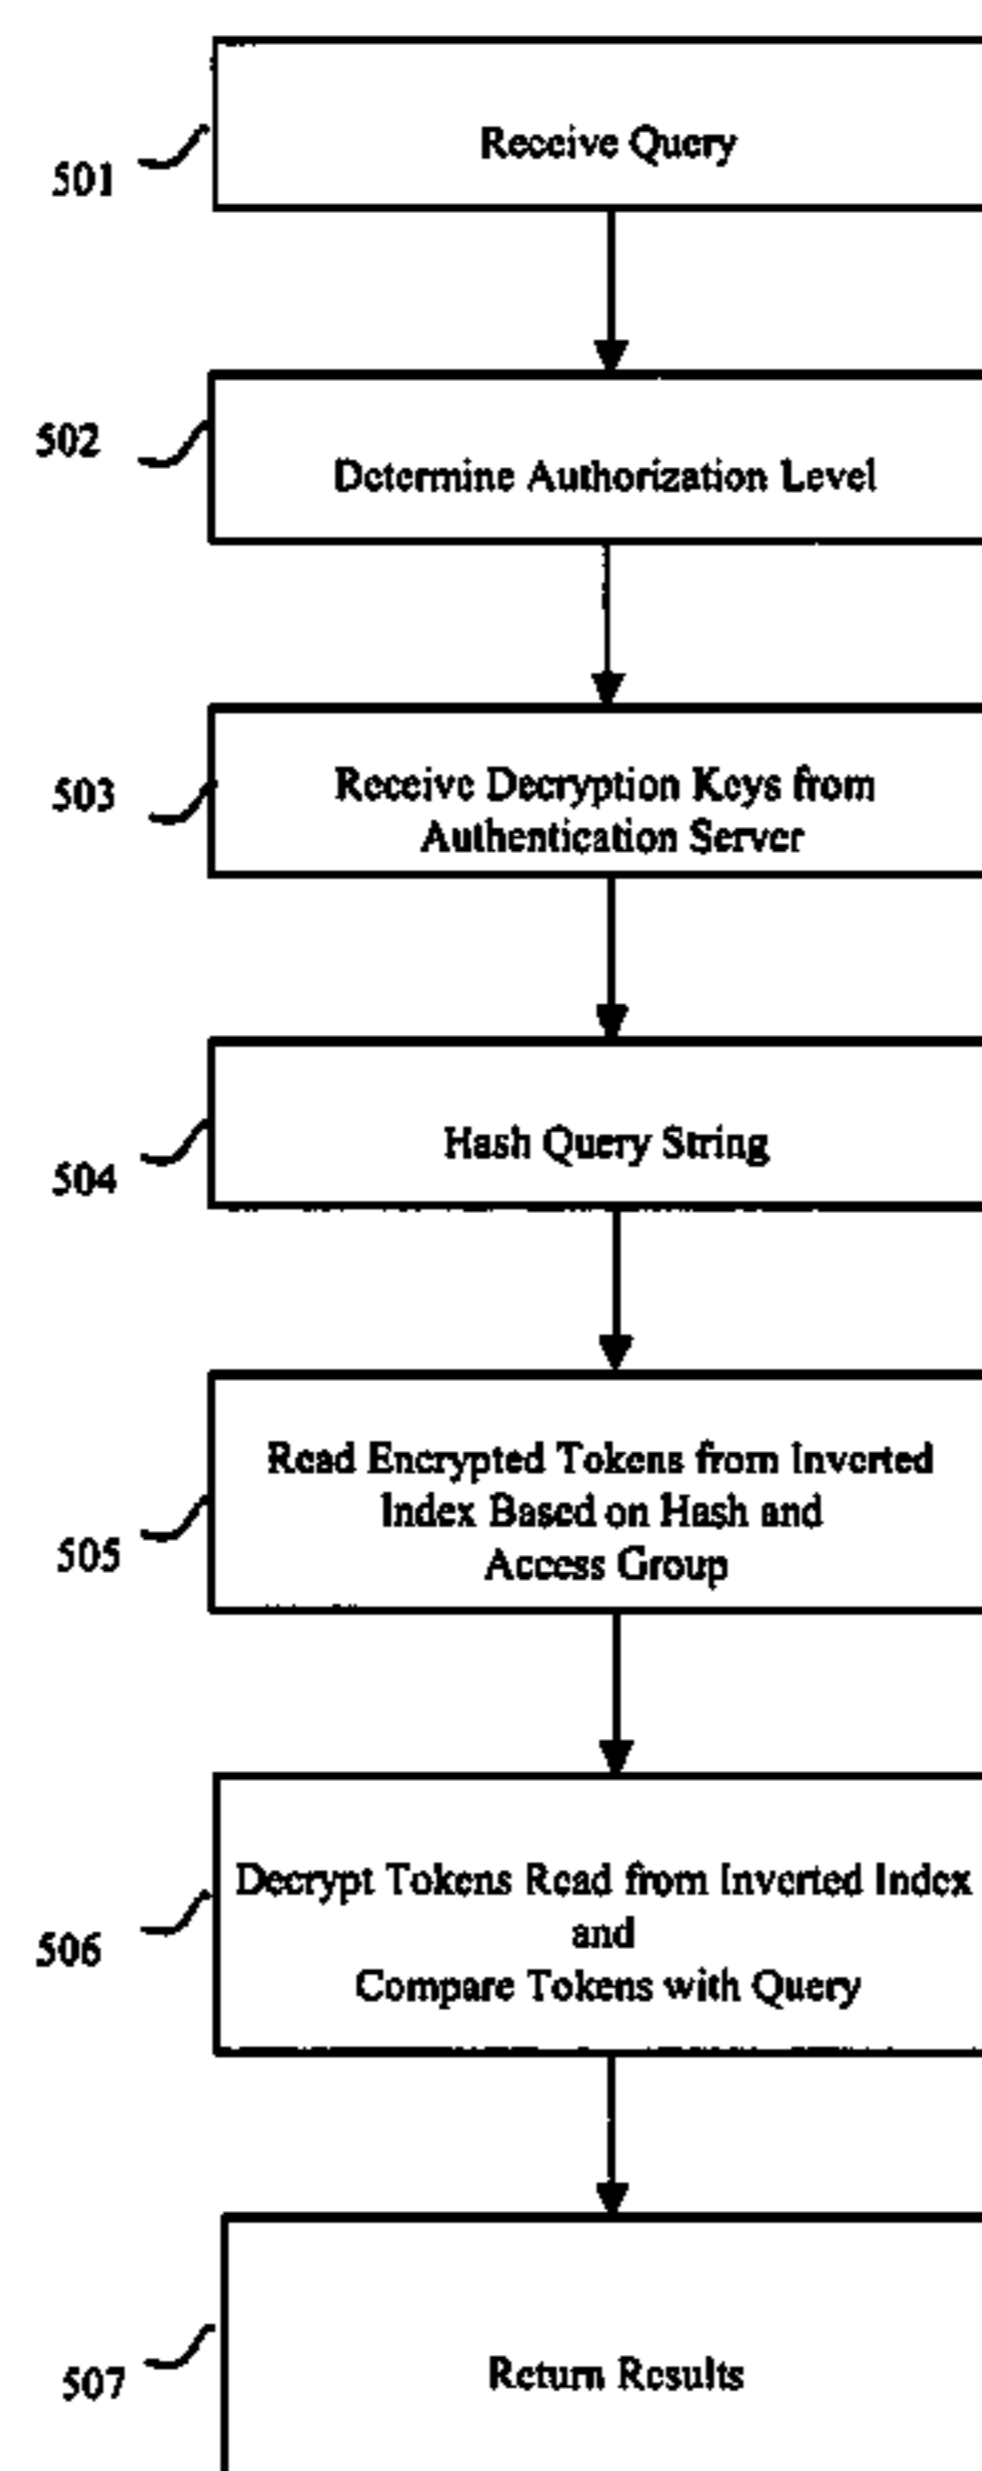 Receive Query
501
502
Determine Authorization Level
503
Receive Decryption Keys from
Authentication Server
Hash Query String
504
Read Encrypted Tokens from Inverted
Index Based on Hash and
Access Group
505
Decrypt Tokens Read from Inverted Index
and
Compare Tokens with Query
506
Return Results
507